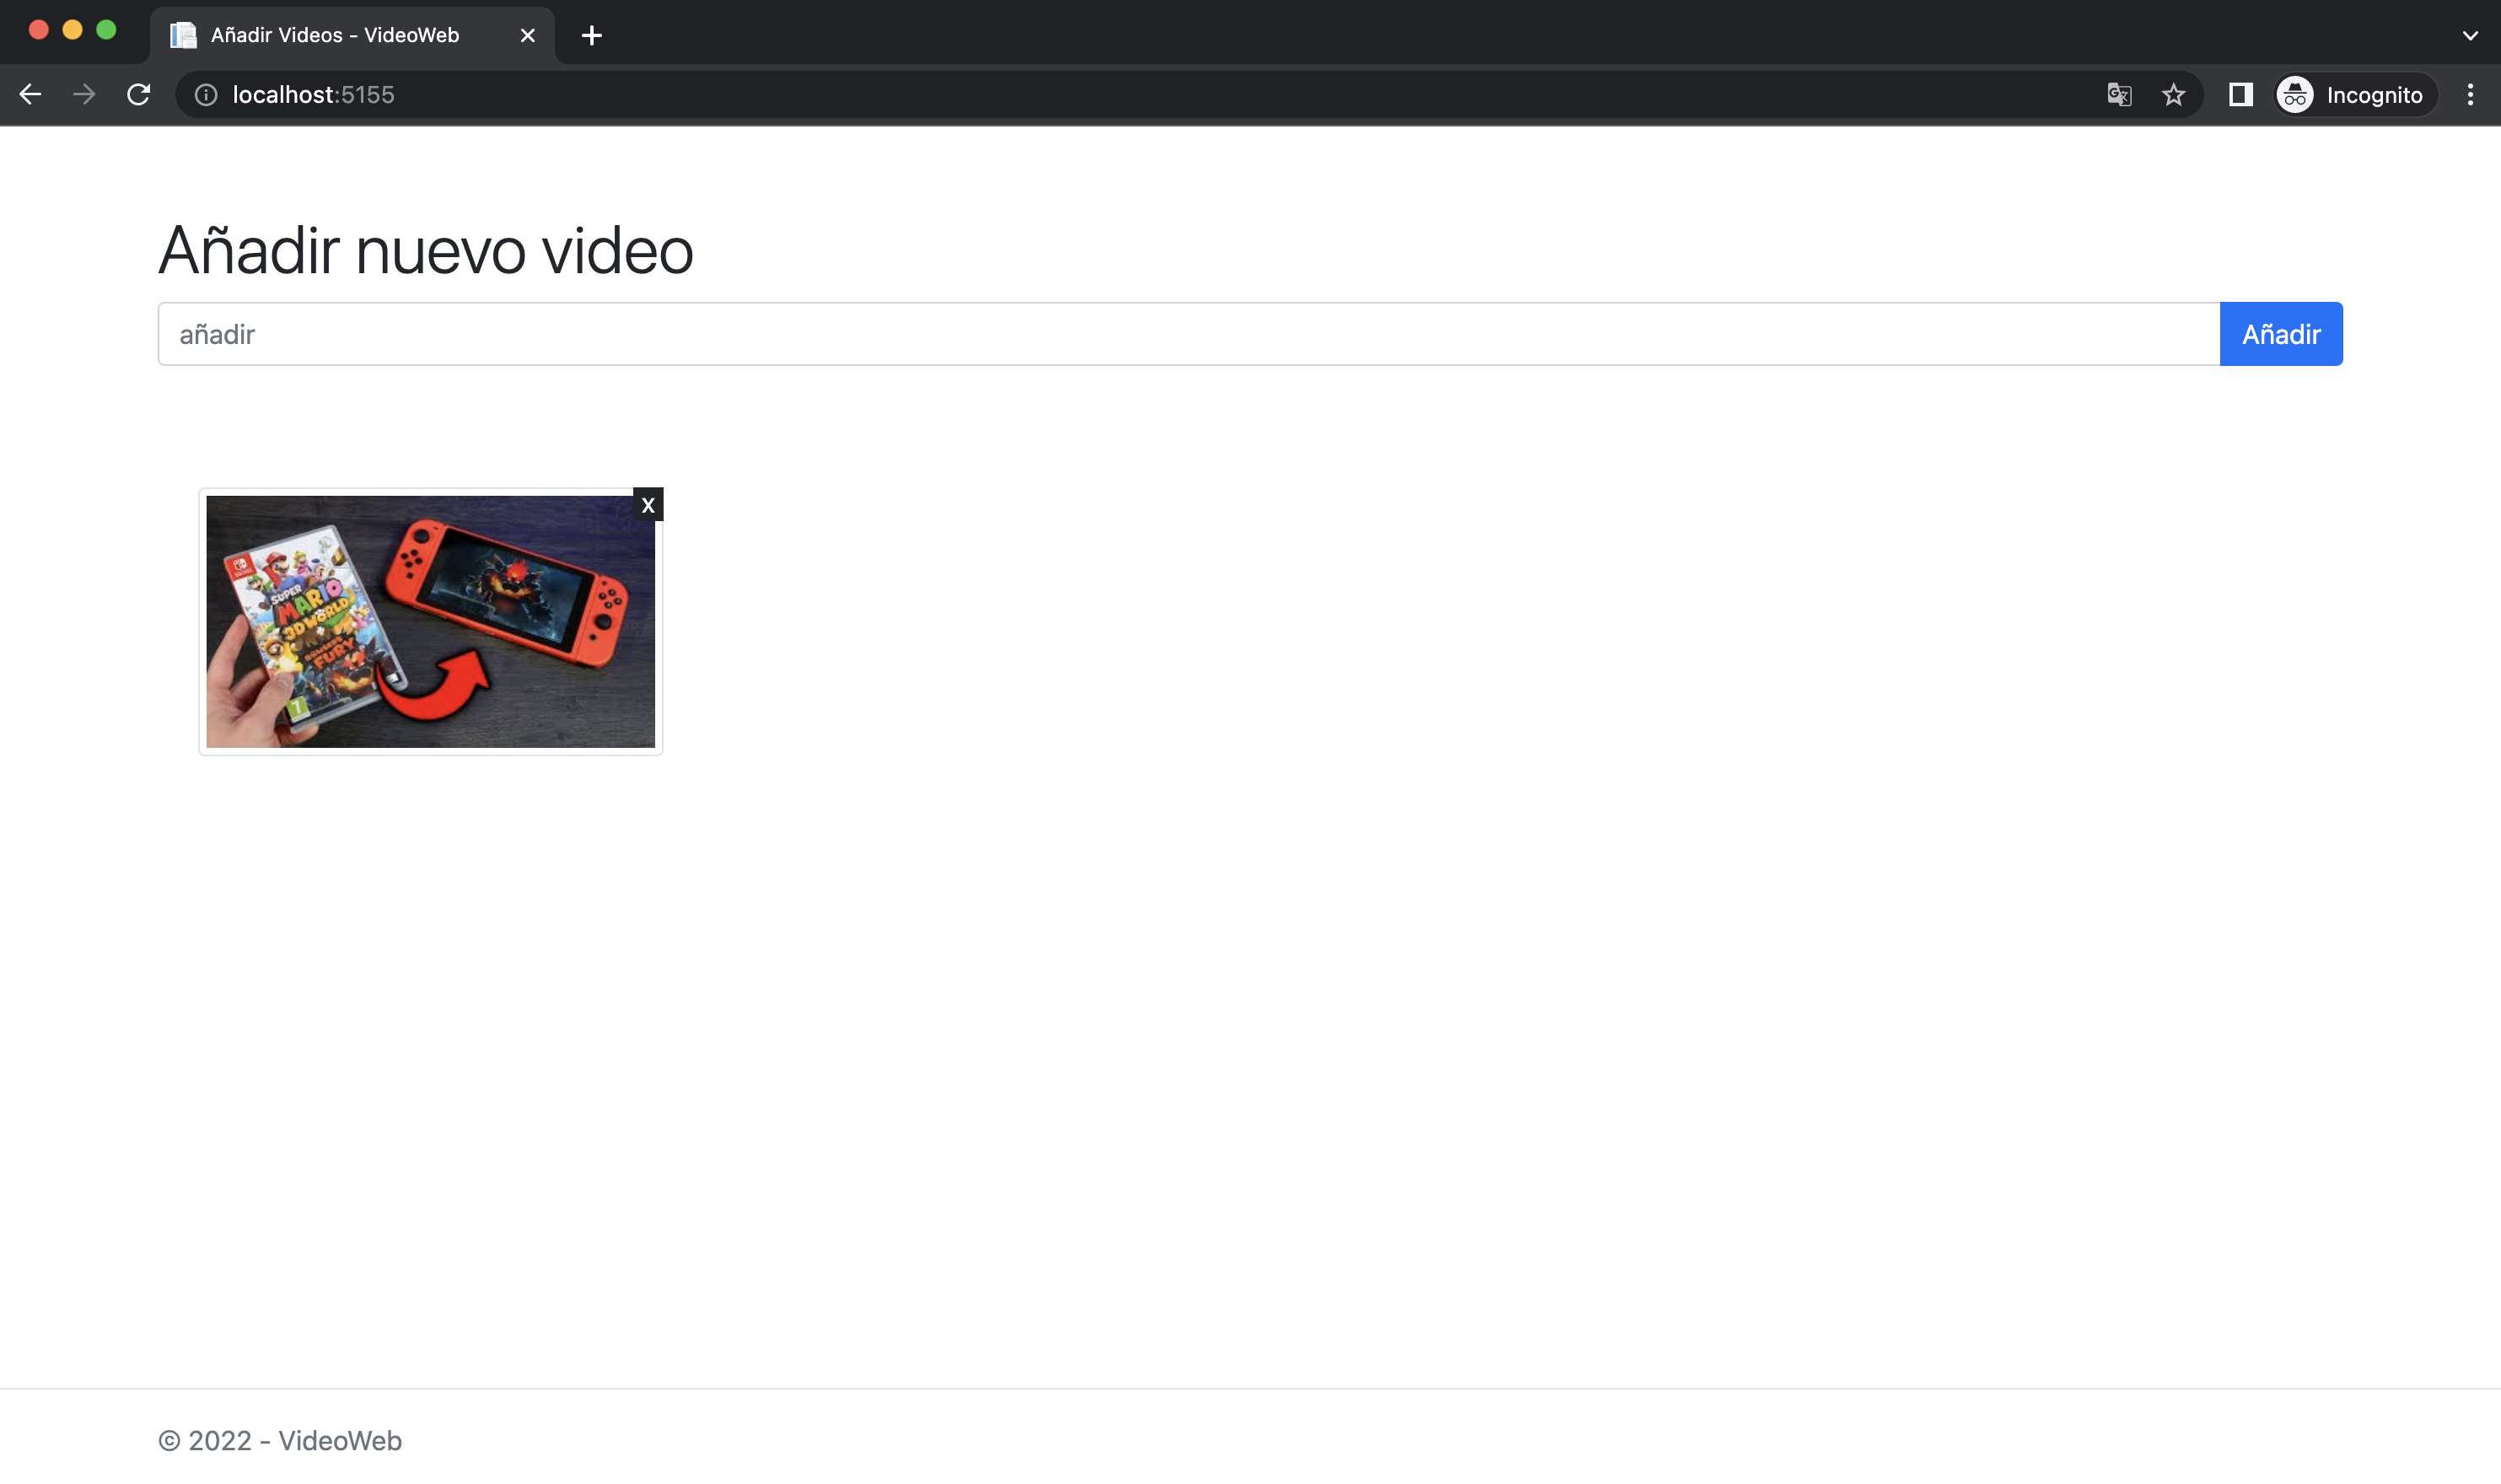 Añadir Videos - VideoWeb
localhost:5155
Incognito
Añadir nuevo video
añadir
Añadir
X
SUPER
MARIO
3D WORLD
BOWSER'S
FURY
7
© 2022 - VideoWeb